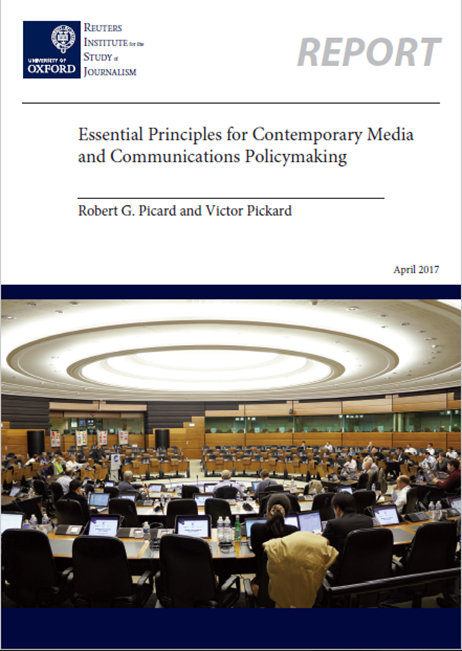 REUTERS
INSTITUTE for the
STUDY of
JOURNALISM
UNIVERSITY OF
OXFORD
REPORT
Essential Principles for Contemporary Media
and Communications Policymaking
Robert G. Picard and Victor Pickard
April 2017